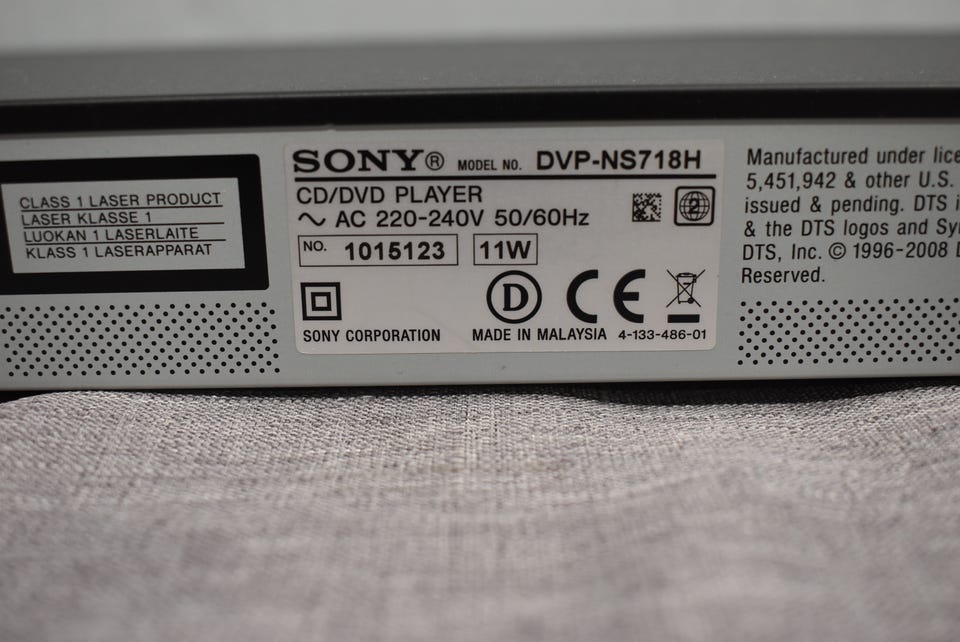 CLASS 1 LASER PRODUCT
LASER KLASSE 1
LUOKAN 1 LASERLAITE
KLASS 1 LASERAPPARAT
SONY® MODEL NO. DVP-NS718H
CD/DVD PLAYER
~ AC 220-240V 50/60Hz
2
NO. 1015123 11W
D CE
SONY CORPORATION MADE IN MALAYSIA 4-133-486-01
Manufactured under
5,451,942 & other U.S.
issued & pending. DTS
& the DTS logos and
DTS, Inc. © 1996-2008
Reserved.